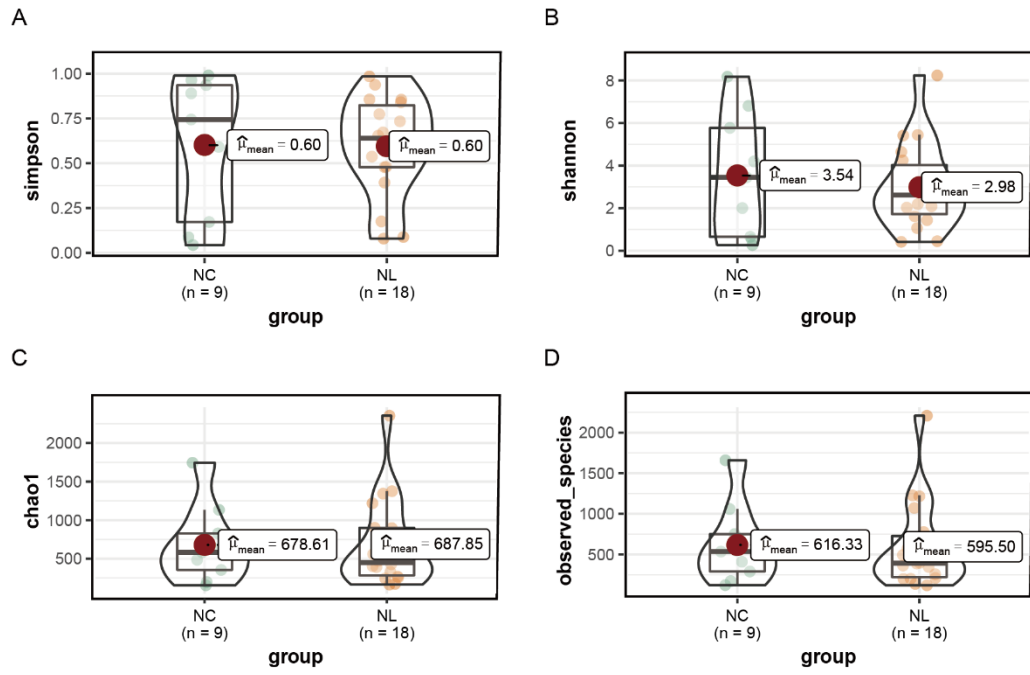 A
simpson
1.00
0.75
0.50
0.25
0.00
μ̂mean = 0.60
μ̂mean = 0.60
NC
(n = 9)
NL
(n = 18)
group
B
shannon
8
6
4
2
0
μ̂mean = 3.54
μ̂mean = 2.98
NC
(n = 9)
NL
(n = 18)
group
C
chao1
2000
1500
1000
500
μ̂mean = 678.61
μ̂mean = 687.85
NC
(n = 9)
NL
(n = 18)
group
D
observed_species
2000
1500
1000
500
μ̂mean = 616.33
μ̂mean = 595.50
NC
(n = 9)
NL
(n = 18)
group